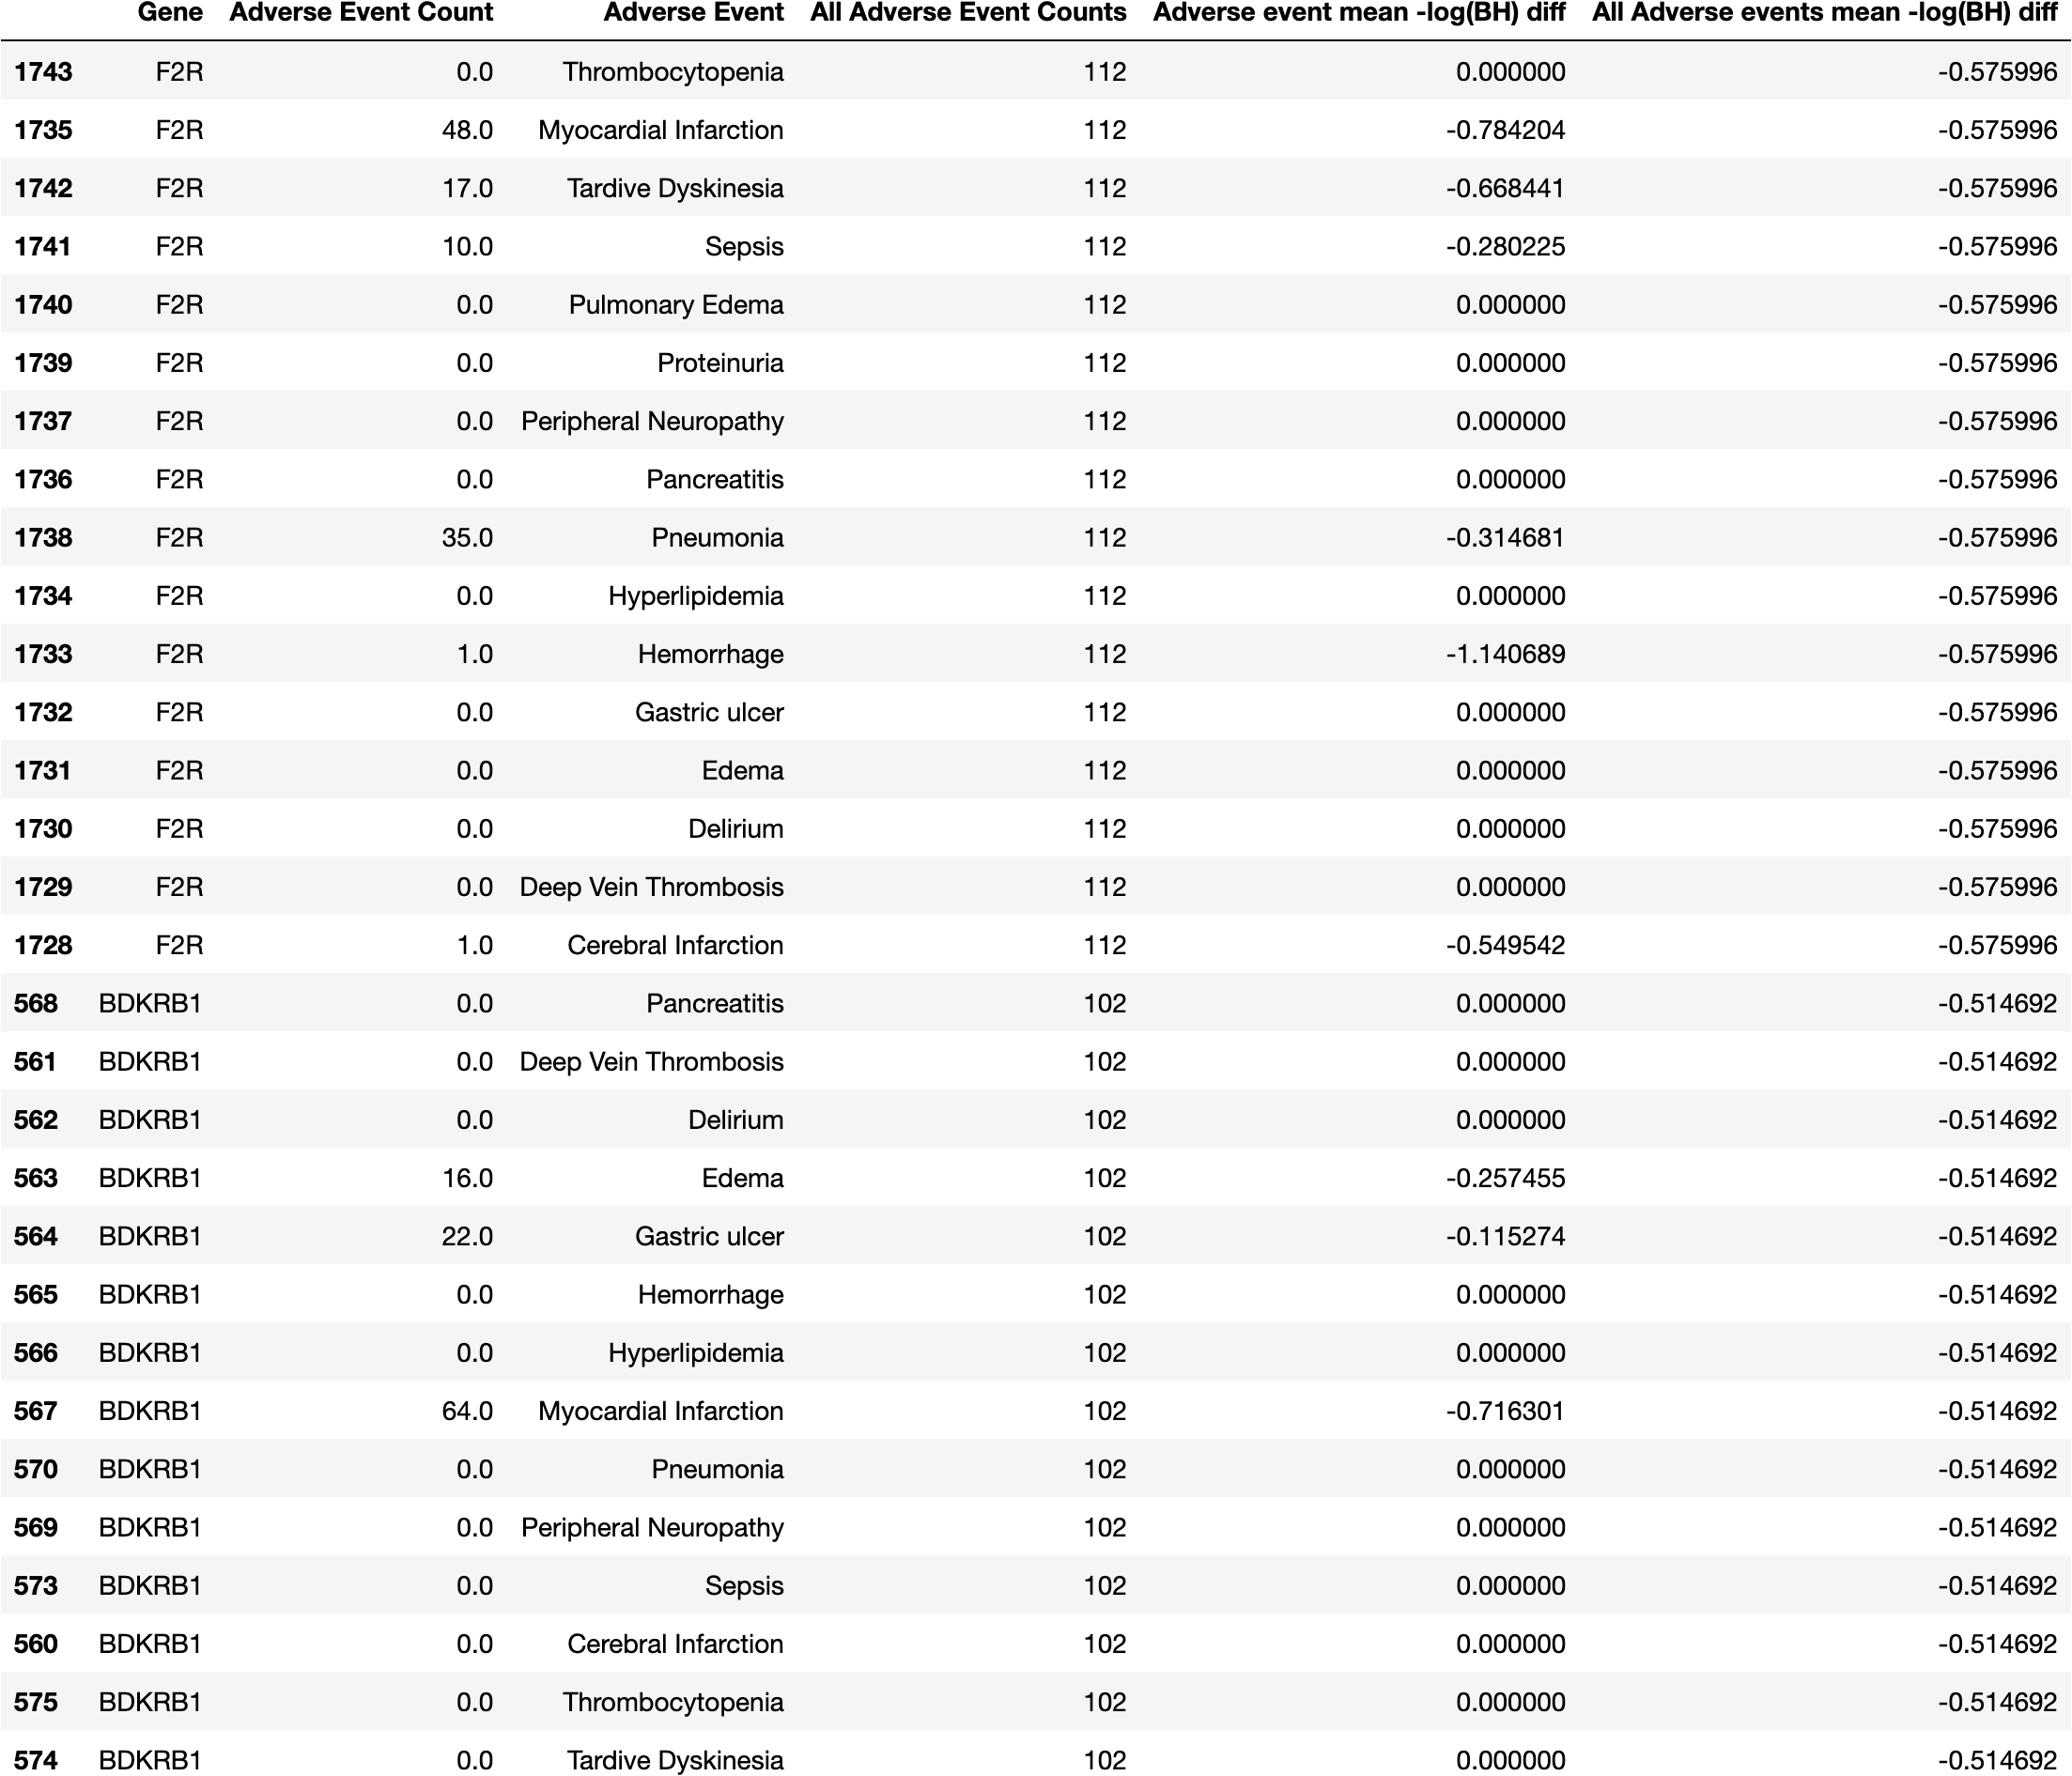 Gene Adverse Event Count Adverse Event All Adverse Event Counts Adverse event mean -log(BH) diff All Adverse events mean -log(BH) diff
1743 F2R 0.0 Thrombocytopenia 112 0.000000 -0.575996
1735 F2R 48.0 Myocardial Infarction 112 -0.784204 -0.575996
1742 F2R 17.0 Tardive Dyskinesia 112 -0.668441 -0.575996
1741 F2R 10.0 Sepsis 112 -0.280225 -0.575996
1740 F2R 0.0 Pulmonary Edema 112 0.000000 -0.575996
1739 F2R 0.0 Proteinuria 112 0.000000 -0.575996
1737 F2R 0.0 Peripheral Neuropathy 112 0.000000 -0.575996
1736 F2R 0.0 Pancreatitis 112 0.000000 -0.575996
1738 F2R 35.0 Pneumonia 112 -0.314681 -0.575996
1734 F2R 0.0 Hyperlipidemia 112 0.000000 -0.575996
1733 F2R 1.0 Hemorrhage 112 -1.140689 -0.575996
1732 F2R 0.0 Gastric ulcer 112 0.000000 -0.575996
1731 F2R 0.0 Edema 112 0.000000 -0.575996
1730 F2R 0.0 Delirium 112 0.000000 -0.575996
1729 F2R 0.0 Deep Vein Thrombosis 112 0.000000 -0.575996
1728 F2R 1.0 Cerebral Infarction 112 -0.549542 -0.575996
568 BDKRB1 0.0 Pancreatitis 102 0.000000 -0.514692
561 BDKRB1 0.0 Deep Vein Thrombosis 102 0.000000 -0.514692
562 BDKRB1 0.0 Delirium 102 0.000000 -0.514692
563 BDKRB1 16.0 Edema 102 -0.257455 -0.514692
564 BDKRB1 22.0 Gastric ulcer 102 -0.115274 -0.514692
565 BDKRB1 0.0 Hemorrhage 102 0.000000 -0.514692
566 BDKRB1 0.0 Hyperlipidemia 102 0.000000 -0.514692
567 BDKRB1 64.0 Myocardial Infarction 102 -0.716301 -0.514692
570 BDKRB1 0.0 Pneumonia 102 0.000000 -0.514692
569 BDKRB1 0.0 Peripheral Neuropathy 102 0.000000 -0.514692
573 BDKRB1 0.0 Sepsis 102 0.000000 -0.514692
560 BDKRB1 0.0 Cerebral Infarction 102 0.000000 -0.514692
575 BDKRB1 0.0 Thrombocytopenia 102 0.000000 -0.514692
574 BDKRB1 0.0 Tardive Dyskinesia 102 0.000000 -0.514692